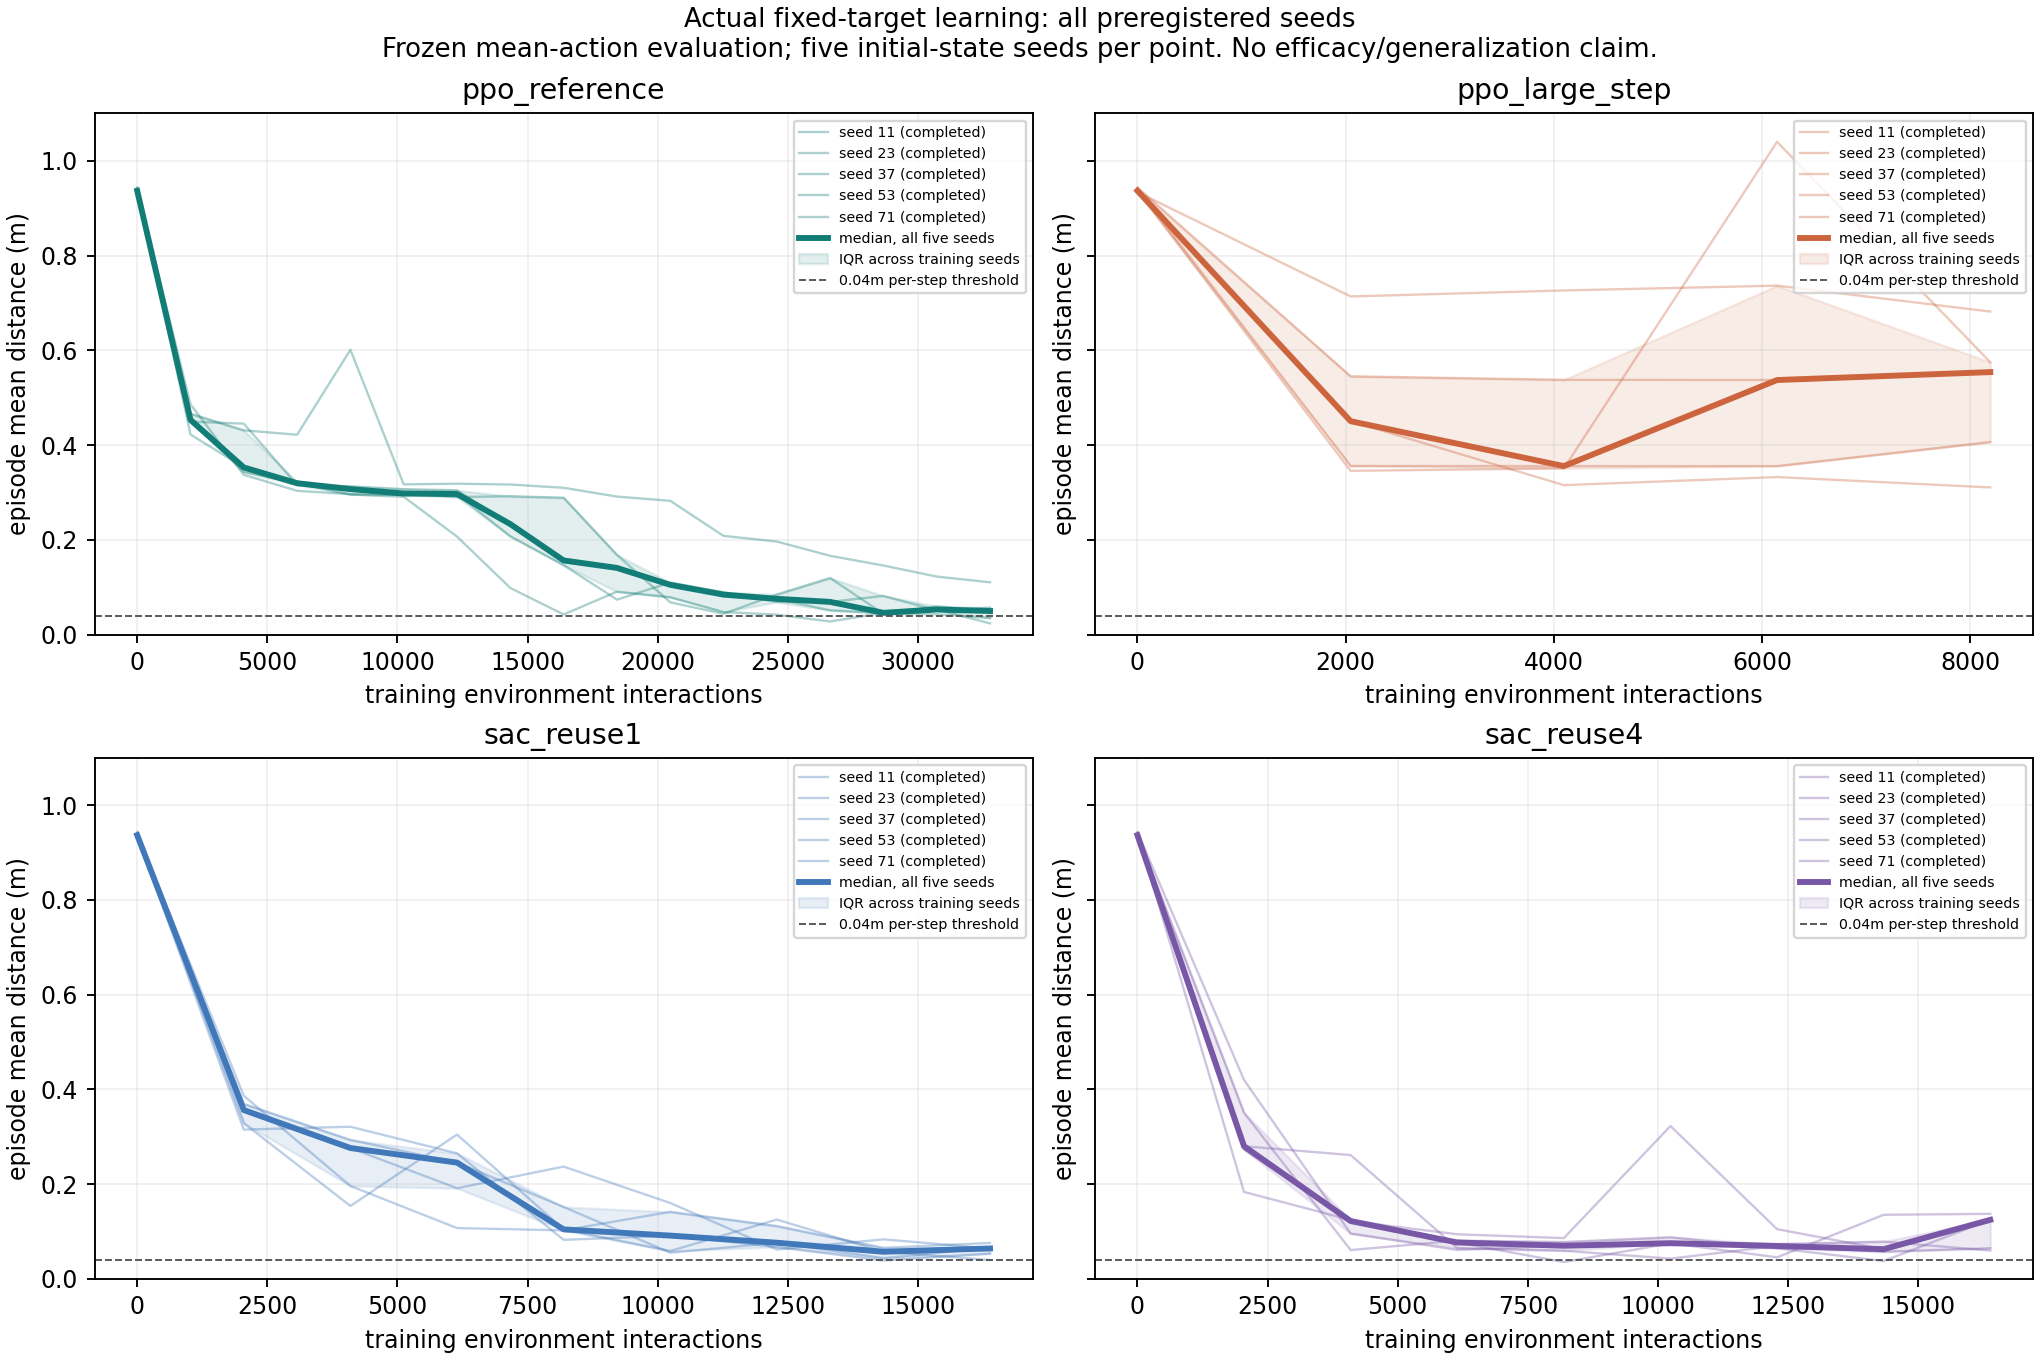 Actual fixed-target learning: all preregistered seeds
Frozen mean-action evaluation; five initial-state seeds per point. No efficacy/generalization claim.
ppo_reference
episode mean distance (m)
1.0
0.8
0.6
0.4
0.2
0.0
seed 11 (completed)
seed 23 (completed)
seed 37 (completed)
seed 53 (completed)
seed 71 (completed)
median, all five seeds
IQR across training seeds
0.04m per-step threshold
0 5000 10000 15000 20000 25000 30000
training environment interactions
ppo_large_step
episode mean distance (m)
seed 11 (completed)
seed 23 (completed)
seed 37 (completed)
seed 53 (completed)
seed 71 (completed)
median, all five seeds
IQR across training seeds
0.04m per-step threshold
0 2000 4000 6000 8000
training environment interactions
sac_reuse1
episode mean distance (m)
1.0
0.8
0.6
0.4
0.2
0.0
seed 11 (completed)
seed 23 (completed)
seed 37 (completed)
seed 53 (completed)
seed 71 (completed)
median, all five seeds
IQR across training seeds
0.04m per-step threshold
0 2500 5000 7500 10000 12500 15000
training environment interactions
sac_reuse4
episode mean distance (m)
seed 11 (completed)
seed 23 (completed)
seed 37 (completed)
seed 53 (completed)
seed 71 (completed)
median, all five seeds
IQR across training seeds
0.04m per-step threshold
0 2500 5000 7500 10000 12500 15000
training environment interactions